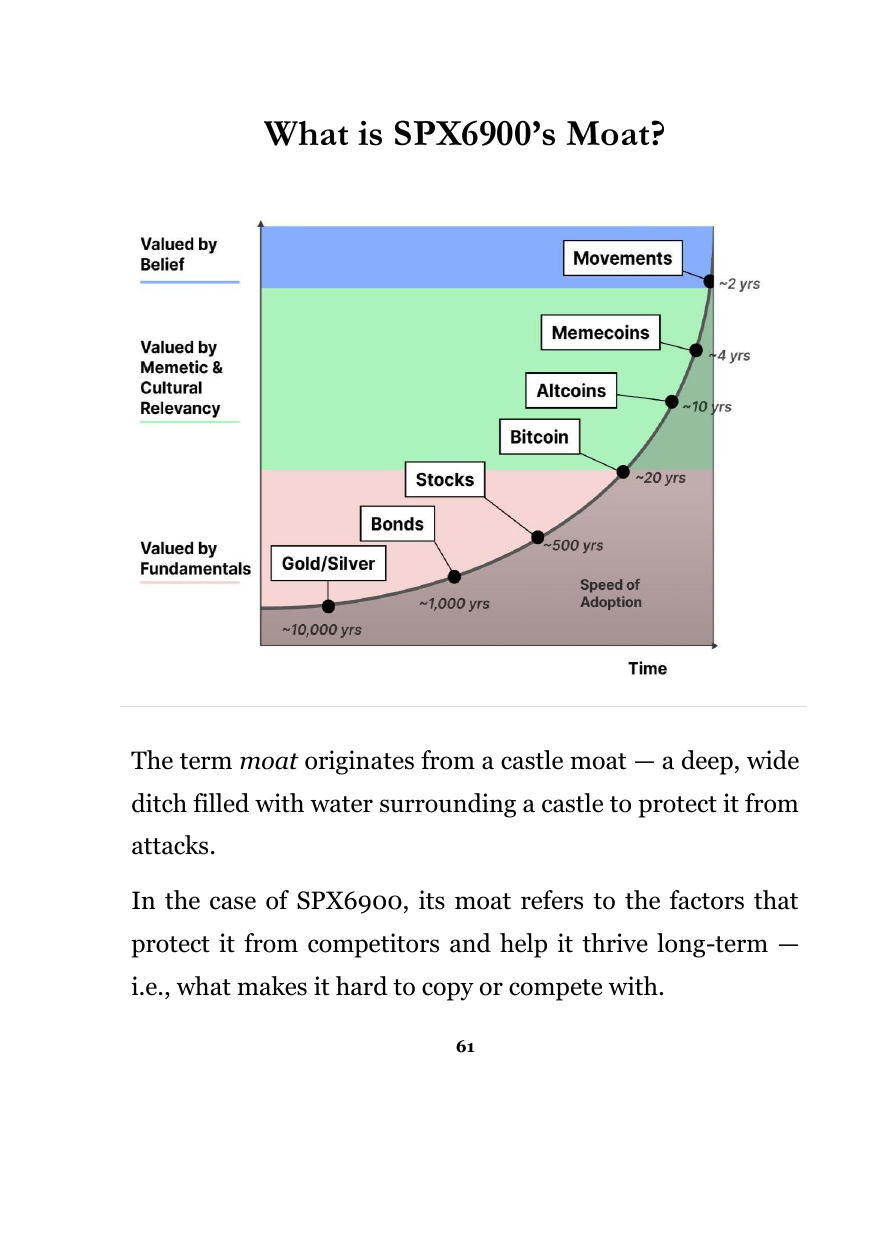 What is SPX6900’s Moat?
Valued by
Belief
Movements
~2 yrs
Valued by
Memetic &
Cultural
Relevancy
Memecoins
~4 yrs
Altcoins
~10 yrs
Bitcoin
~20 yrs
Stocks
~500 yrs
Bonds
~1,000 yrs
Valued by
Fundamentals
Gold/Silver
~10,000 yrs
Speed of
Adoption
Time
The term moat originates from a castle moat — a deep, wide
ditch filled with water surrounding a castle to protect it from
attacks.
In the case of SPX6900, its moat refers to the factors that
protect it from competitors and help it thrive long-term —
i.e., what makes it hard to copy or compete with.
61